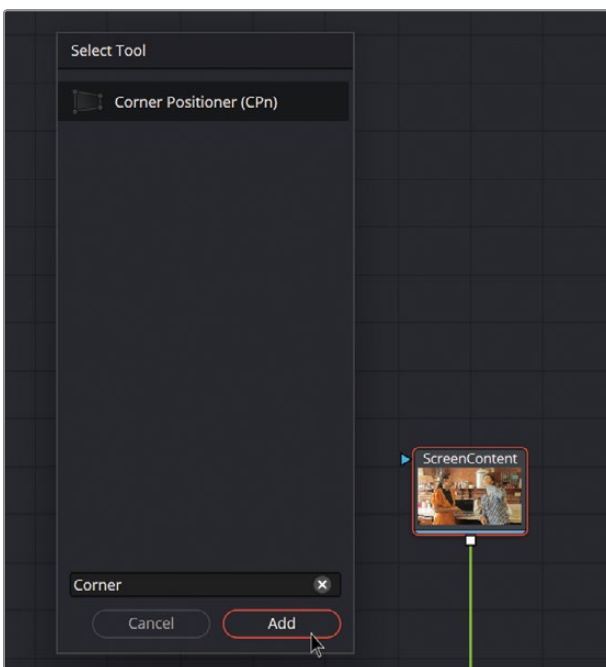 Select Tool
Corner Positioner (CPn)
ScreenContent
Corner
Cancel
Add